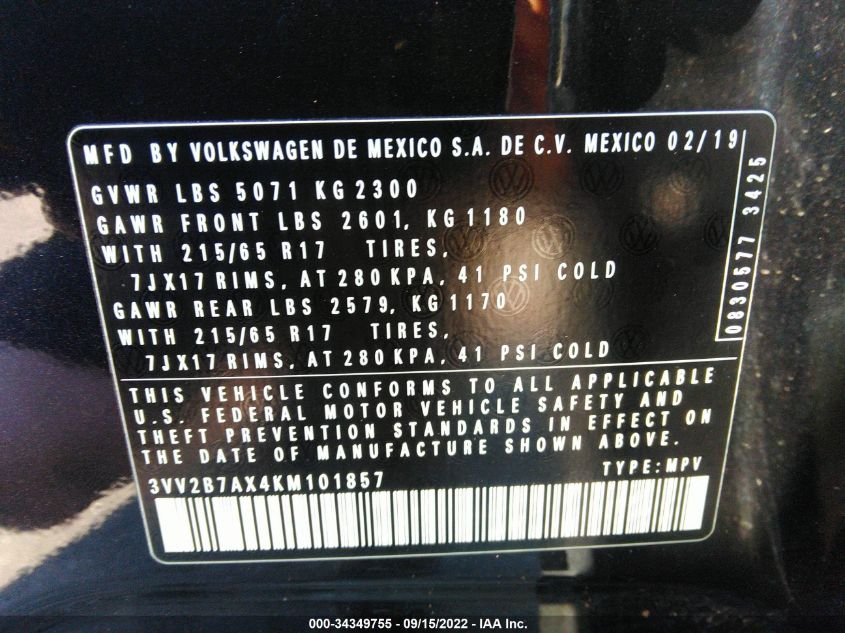 MFD BY VOLKSWAGEN DE MEXICO S.A. DE C.V. MEXICO 02/19
GVWR LBS 5071 KG 2300
GAWR FRONT LBS 2601, KG 1180
WITH 215/65 R17 TIRES,
7JX17 RIMS, AT 280 KPA, 41 PSI COLD
GAWR REAR LBS 2579, KG 1170
WITH 215/65 R17 TIRES,
7JX17 RIMS, AT 280 KPA, 41 PSI COLD
0830577 3425
THIS VEHICLE CONFORMS TO ALL APPLICABLE
U.S. FEDERAL MOTOR VEHICLE SAFETY AND
THEFT PREVENTION STANDARDS IN EFFECT ON
THE DATE OF MANUFACTURE SHOWN ABOVE.
3VV2B7AX4KM101857 TYPE: MPV
000-34349755 - 09/15/2022 - IAA Inc.